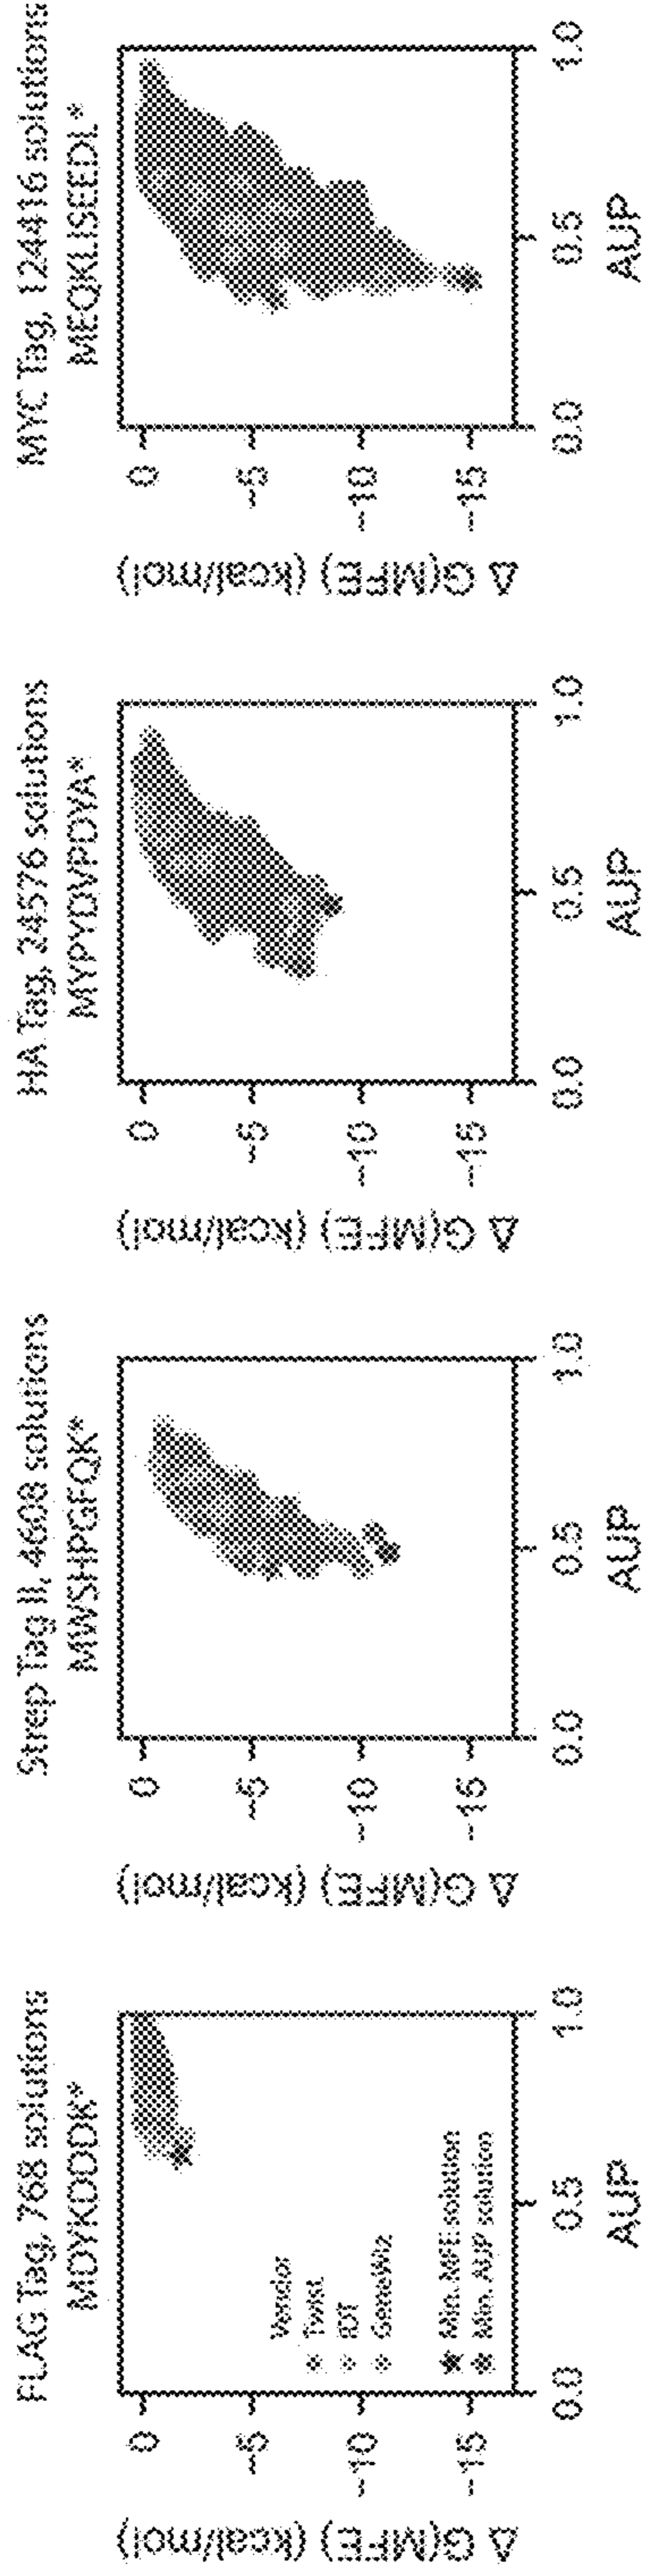 FLAG Tag, 768 solutions
MDYKDDDK*
Δ G(MFE) (kcal/mol)
0
-5
-10
-15
Vendor
Twist
IDT
GeneWiz
Min. MFE solution
Min. AUP solution
0.0
0.5
1.0
AUP
Strep Tag II, 4608 solutions
MWSHPGFQK*
Δ G(MFE) (kcal/mol)
0
-5
-10
-15
0.0
0.5
1.0
AUP
HA Tag, 24576 solutions
MYPYDVPDYA*
Δ G(MFE) (kcal/mol)
0
-5
-10
-15
0.0
0.5
1.0
AUP
MYC Tag, 124416 solutions
MEQKLISEEDL*
Δ G(MFE) (kcal/mol)
0
-5
-10
-15
0.0
0.5
1.0
AUP